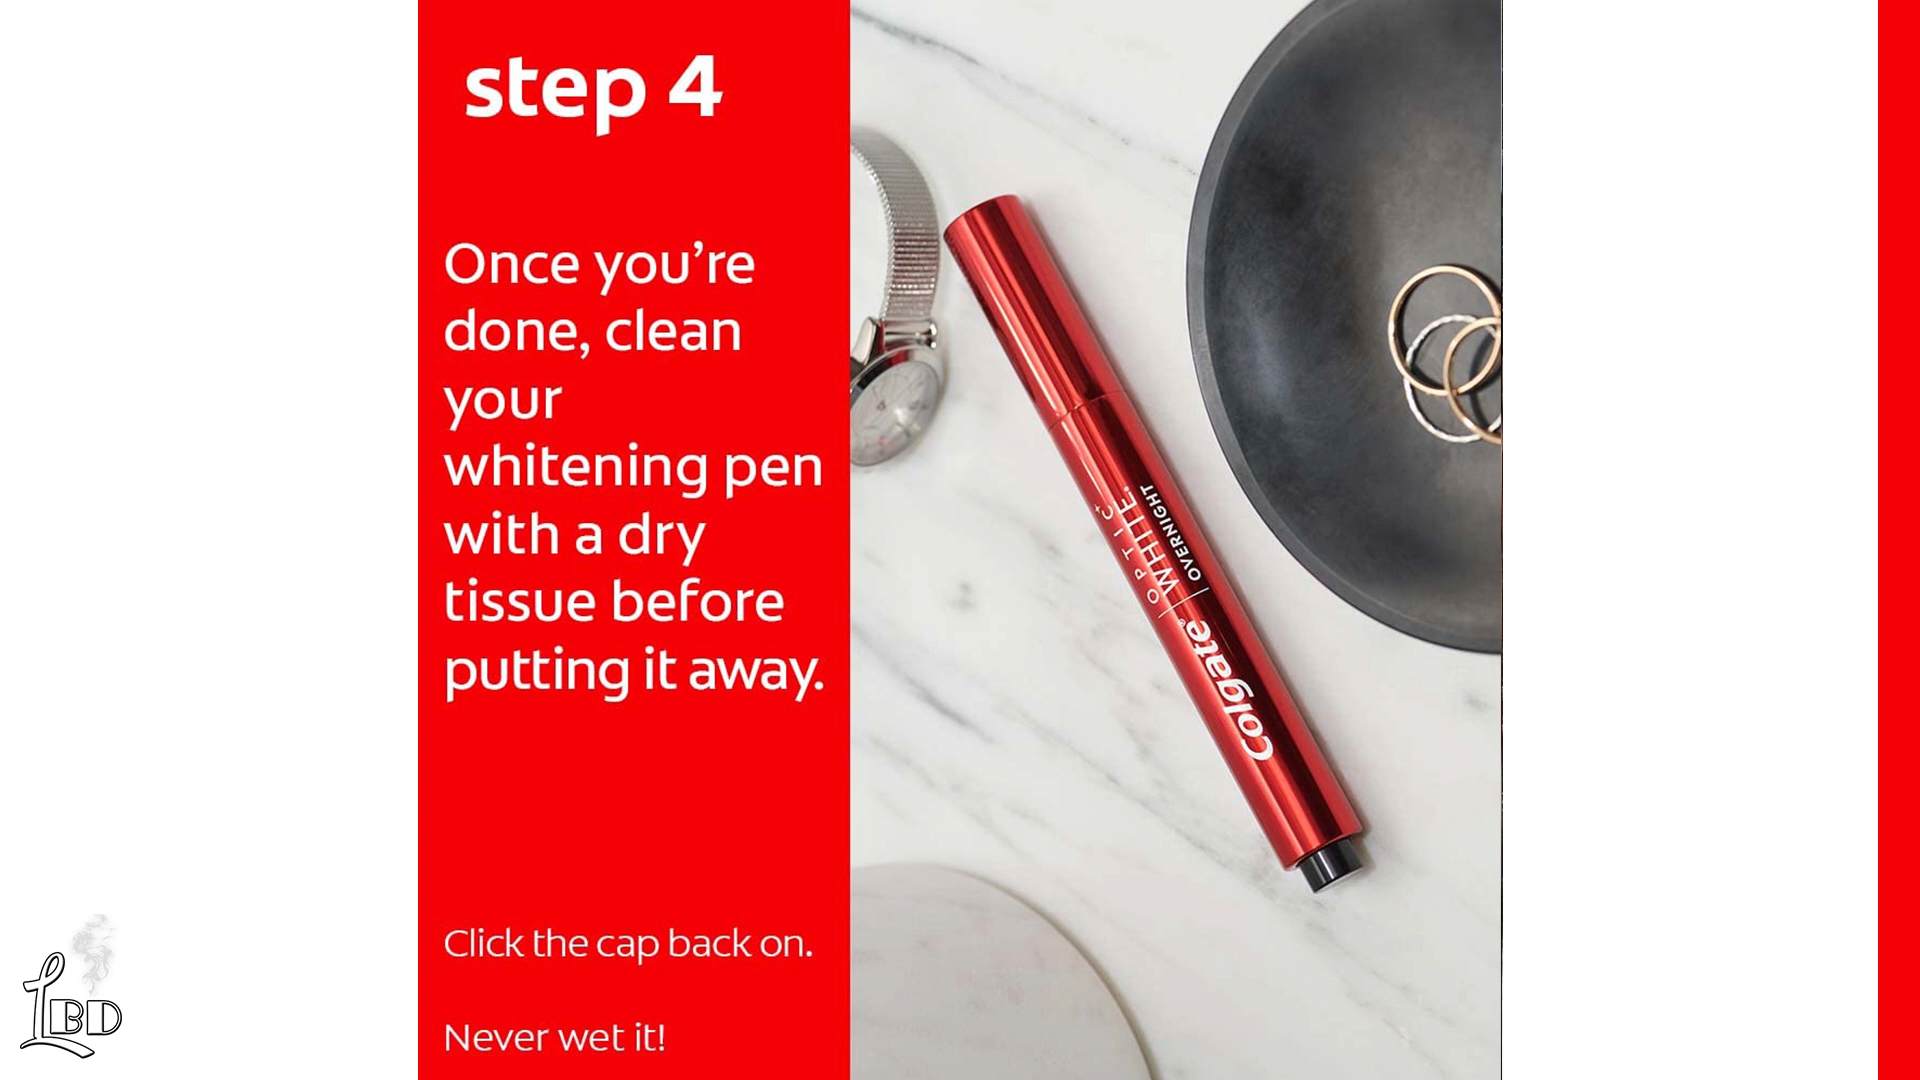 step 4
Once you’re
done, clean
your
whitening pen
with a dry
tissue before
putting it away.
Click the cap back on.
Never wet it!
Colgate® OPTIC
WHITE.
OVERNIGHT
LBD